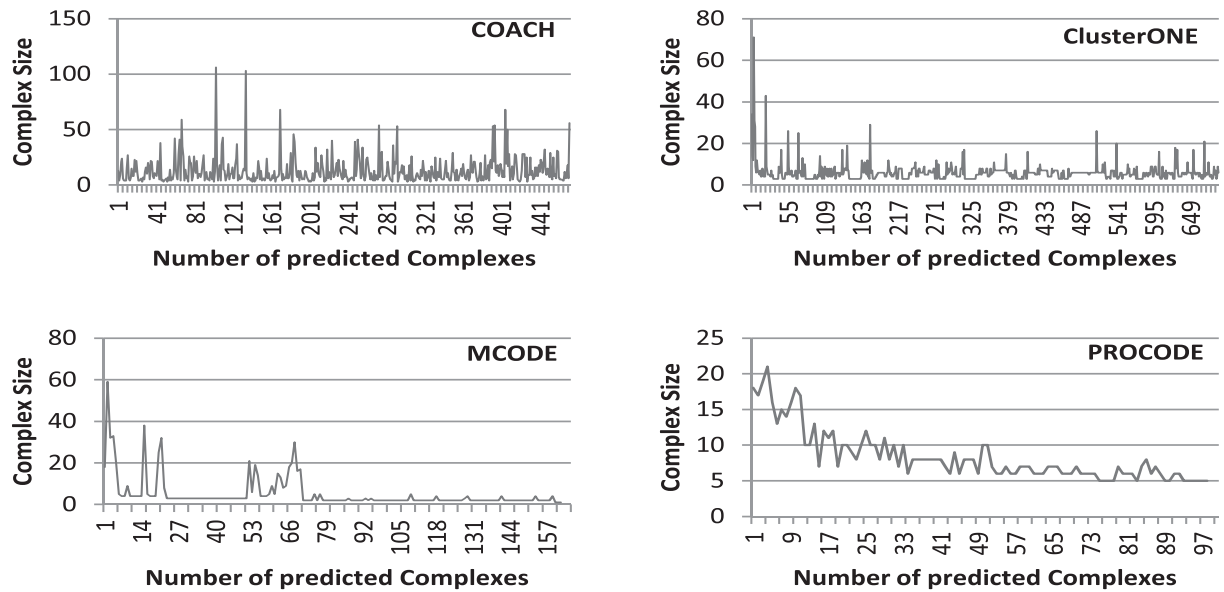 COACH
Complex Size
150
100
50
0
1 41 81 121 161 201 241 281 321 361 401 441
Number of predicted Complexes
ClusterONE
Complex Size
80
60
40
20
0
1 55 109 163 217 271 325 379 433 487 541 595 649
Number of predicted Complexes
MCODE
Complex Size
80
60
40
20
0
1 14 27 40 53 66 79 92 105 118 131 144 157
Number of predicted Complexes
PROCODE
Complex Size
25
20
15
10
5
0
1 9 17 25 33 41 49 57 65 73 81 89 97
Number of predicted Complexes